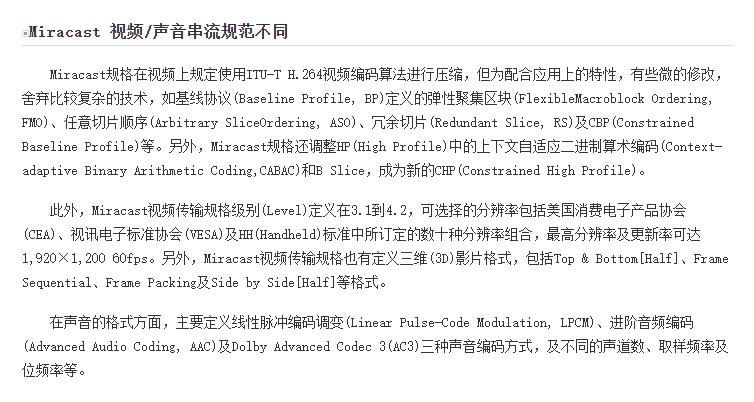 Miracast 视频/声音串流规范不同
Miracast规格在视频上规定使用ITU-T H.264视频编码算法进行压缩，但为配合应用上的特性，有些微的修改，
舍弃比较复杂的技术，如基线协议(Baseline Profile, BP)定义的弹性聚集区块(FlexibleMacroblock Ordering,
FMO)、任意切片顺序(Arbitrary SliceOrdering, ASO)、冗余切片(Redundant Slice, RS)及CBP(Constrained
Baseline Profile)等。另外，Miracast规格还调整HP(High Profile)中的上下文自适应二进制算术编码(Context-
adaptive Binary Arithmetic Coding,CABAC)和B Slice，成为新的CHP(Constrained High Profile)。
此外，Miracast视频传输规格级别(Level)定义在3.1到4.2，可选择的分辨率包括美国消费电子产品协会
(CEA)、视讯电子标准协会(VESA)及HH(Handheld)标准中所订定的数十种分辨率组合，最高分辨率及更新率可达
1,920×1,200 60fps。另外，Miracast视频传输规格也有定义三维(3D)影片格式，包括Top & Bottom[Half]、Frame
Sequential、Frame Packing及Side by Side[Half]等格式。
在声音的格式方面，主要定义线性脉冲编码调变(Linear Pulse-Code Modulation, LPCM)、进阶音频编码
(Advanced Audio Coding, AAC)及Dolby Advanced Codec 3(AC3)三种声音编码方式，及不同的声道数、取样频率及
位频率等。